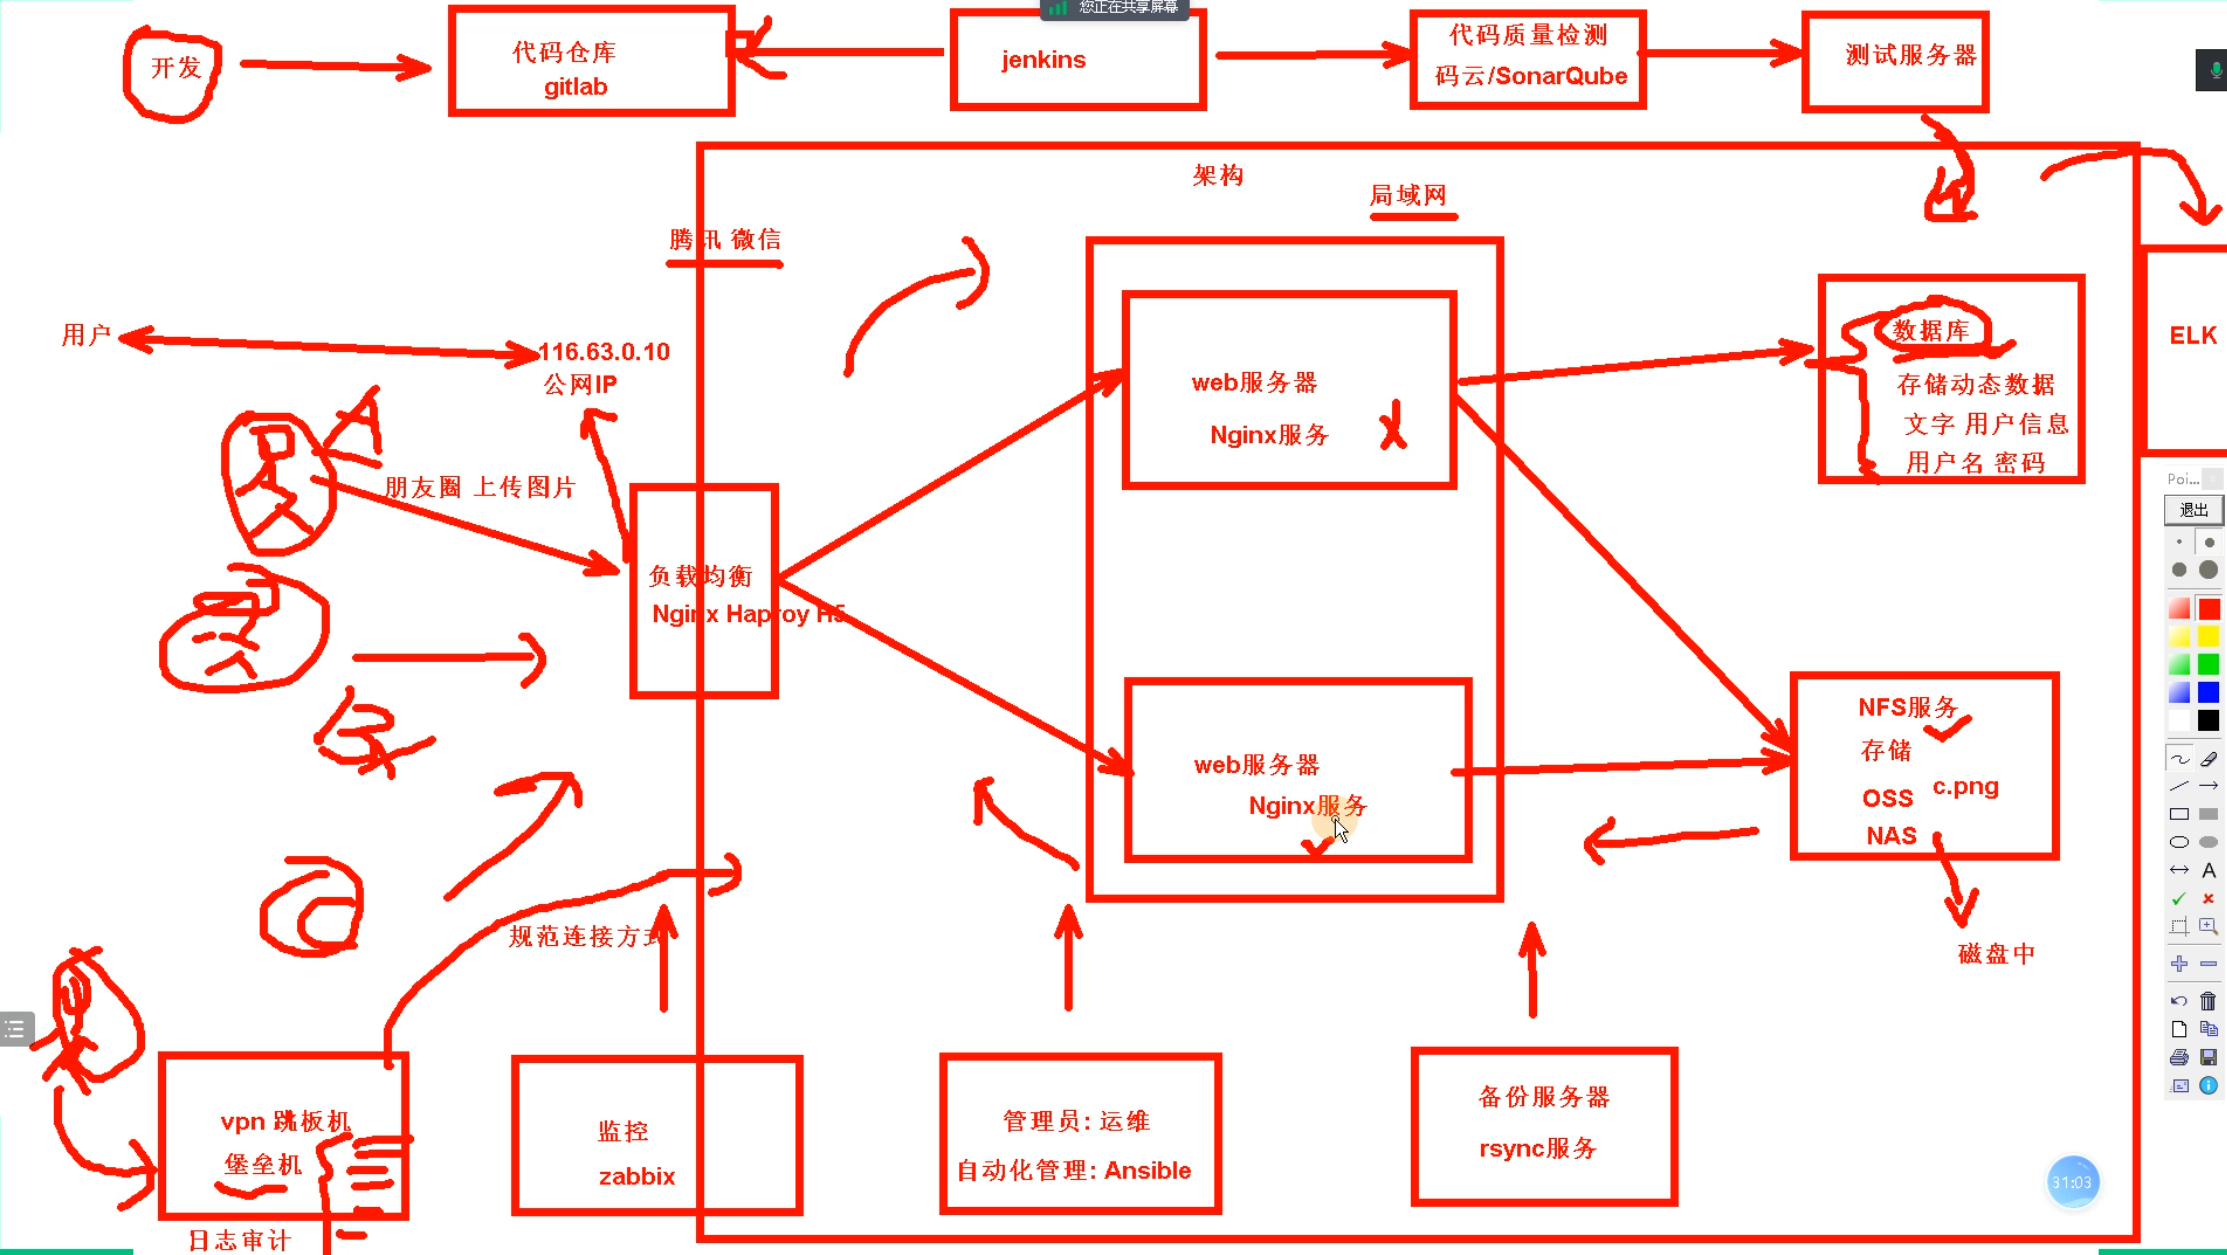 您正在共享屏幕
开发
代码仓库
gitlab
jenkins
代码质量检测
码云/SonarQube
测试服务器
架构
局域网
腾讯 微信
用户
116.63.0.10
公网IP
A
朋友圈 上传图片
负载均衡
Nginx Haproy H5
web服务器
Nginx服务
web服务器
Nginx服务
数据库
存储动态数据
文字 用户信息
用户名 密码
ELK
NFS服务
存储
OSS c.png
NAS
磁盘中
规范连接方式
vpn 跳板机
堡垒机
日志审计
监控
zabbix
管理员: 运维
自动化管理: Ansible
备份服务器
rsync服务
Poi...
退出
A
31:03